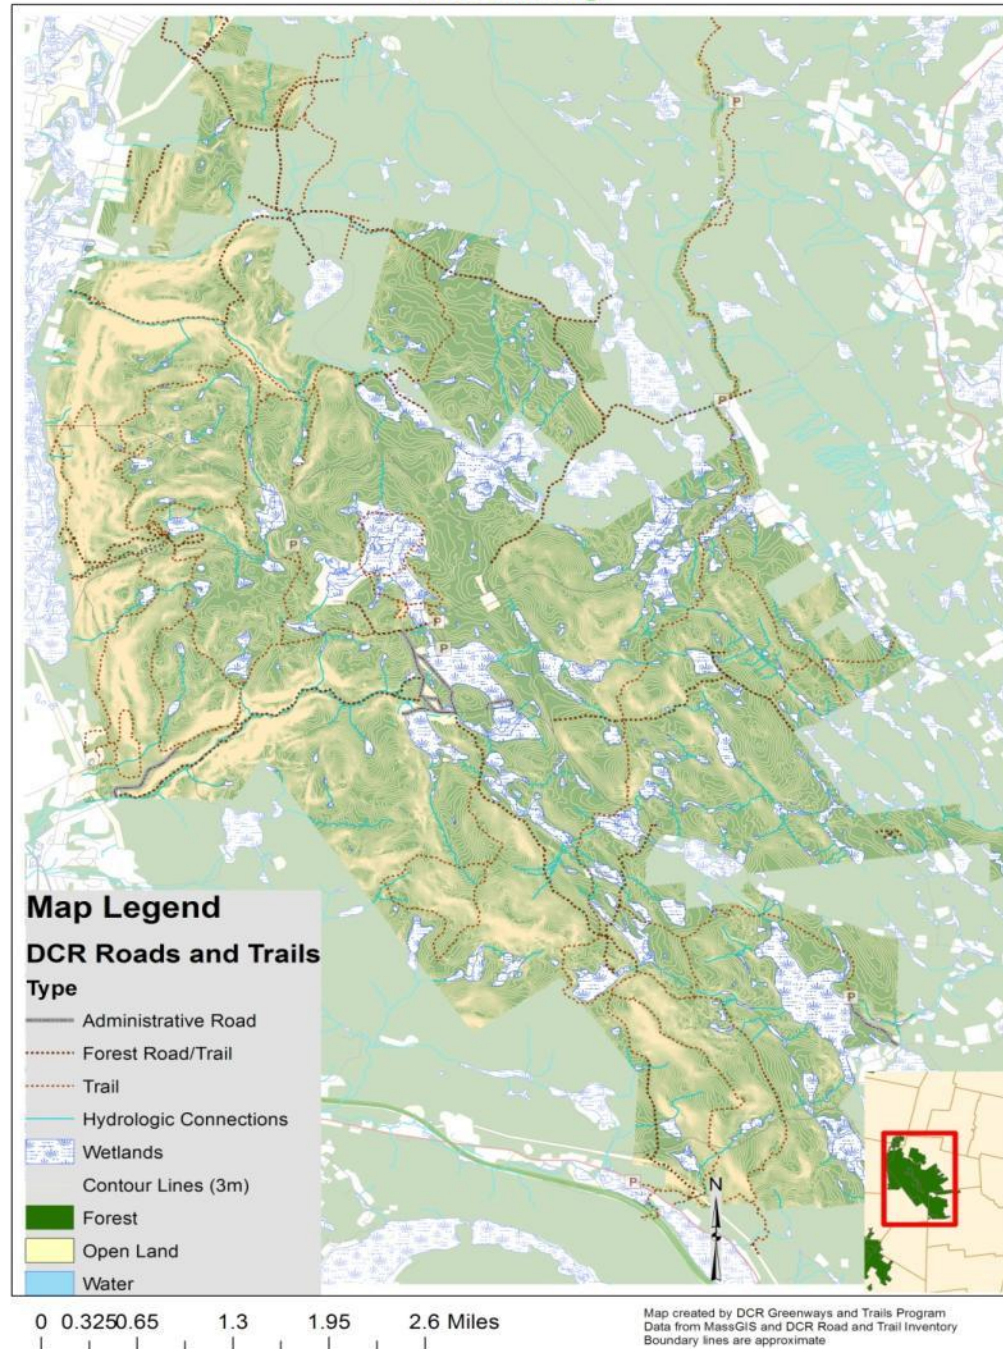 P
P
P
P
P
P
P
N
Map Legend
DCR Roads and Trails
Type
Administrative Road
Forest Road/Trail
Trail
Hydrologic Connections
Wetlands
Contour Lines (3m)
Forest
Open Land
Water
0 0.325 0.65 1.3 1.95 2.6 Miles
Map created by DCR Greenways and Trails Program
Data from MassGIS and DCR Road and Trail Inventory
Boundary lines are approximate